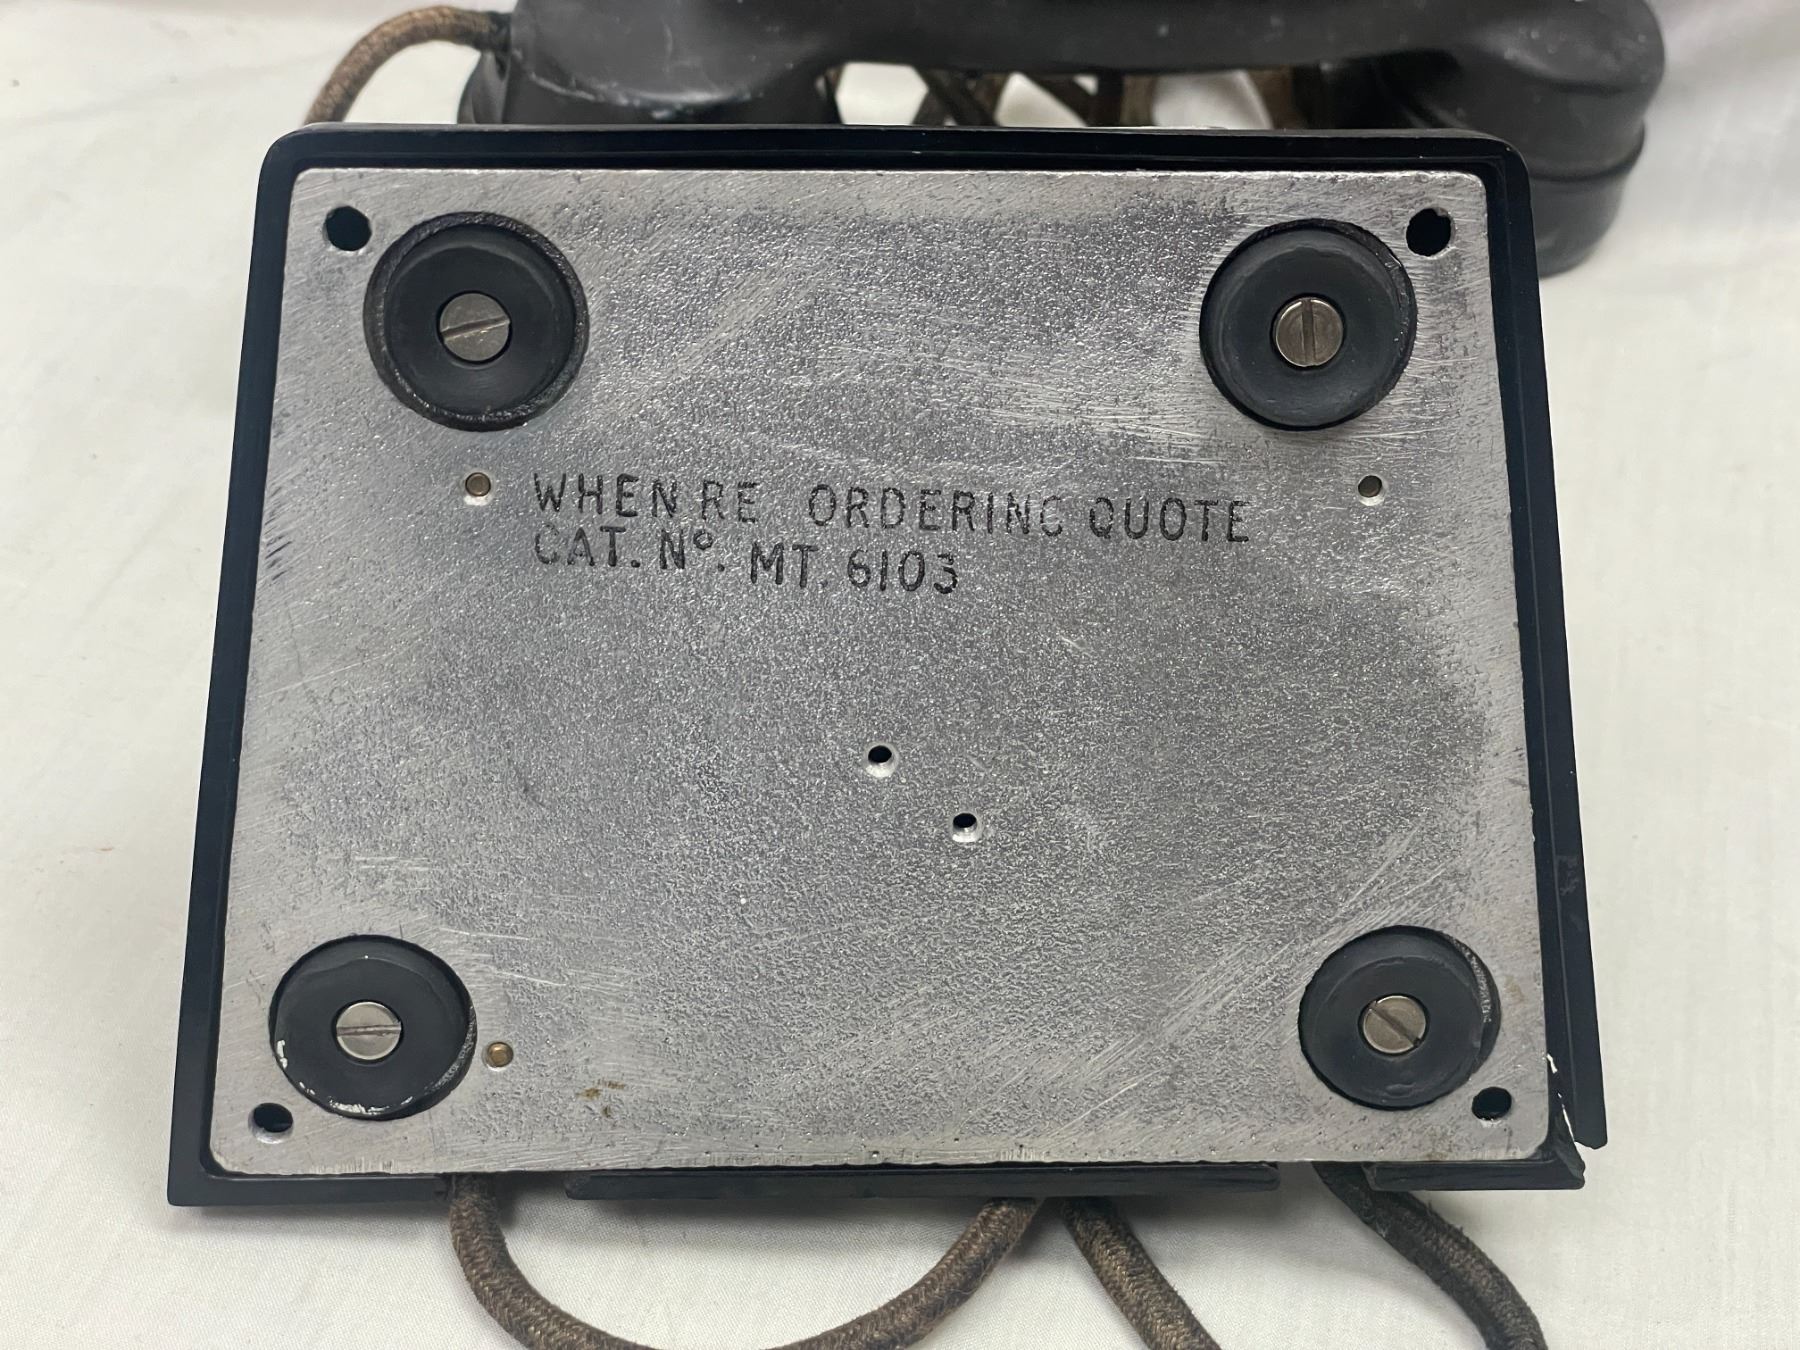 WHEN RE ORDERING QUOTE
CAT. Nº. MT. 6103